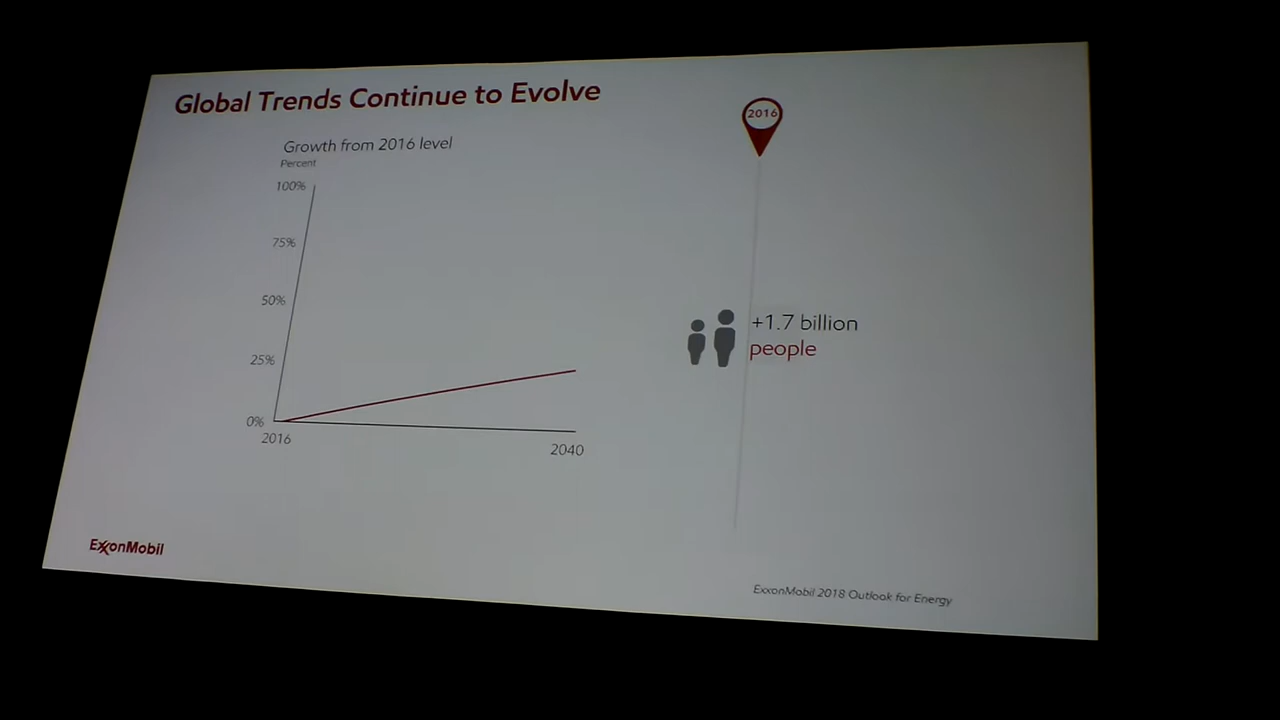 Global Trends Continue to Evolve
Growth from 2016 level
Percent
100%
75%
50%
25%
0%
2016
2040
2016
+1.7 billion
people
ExxonMobil
ExxonMobil 2018 Outlook for Energy